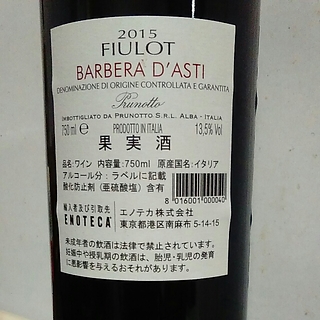 2015
FIULOT
BARBERA D'ASTI
DENOMINAZIONE DI ORIGINE CONTROLLATA E GARANTITA
Prunotto
IMBOTTIGLIATO DA PRUNOTTO S.R.L. ALBA - ITALIA
750 ml ℮ PRODOTTO IN ITALIA 13,5% Vol
果実酒
品名:ワイン 内容量:750ml 原産国名:イタリア
アルコール分:ラベルに記載
酸化防止剤(亜硫酸塩)含有
8 016001 000040
輸入者及び引取先
ENOTECA エノテカ株式会社
東京都港区南麻布 5-14-15
未成年者の飲酒は法律で禁止されています。
妊娠中や授乳期の飲酒は、胎児・乳児の発育
に悪影響を与えるおそれがあります。